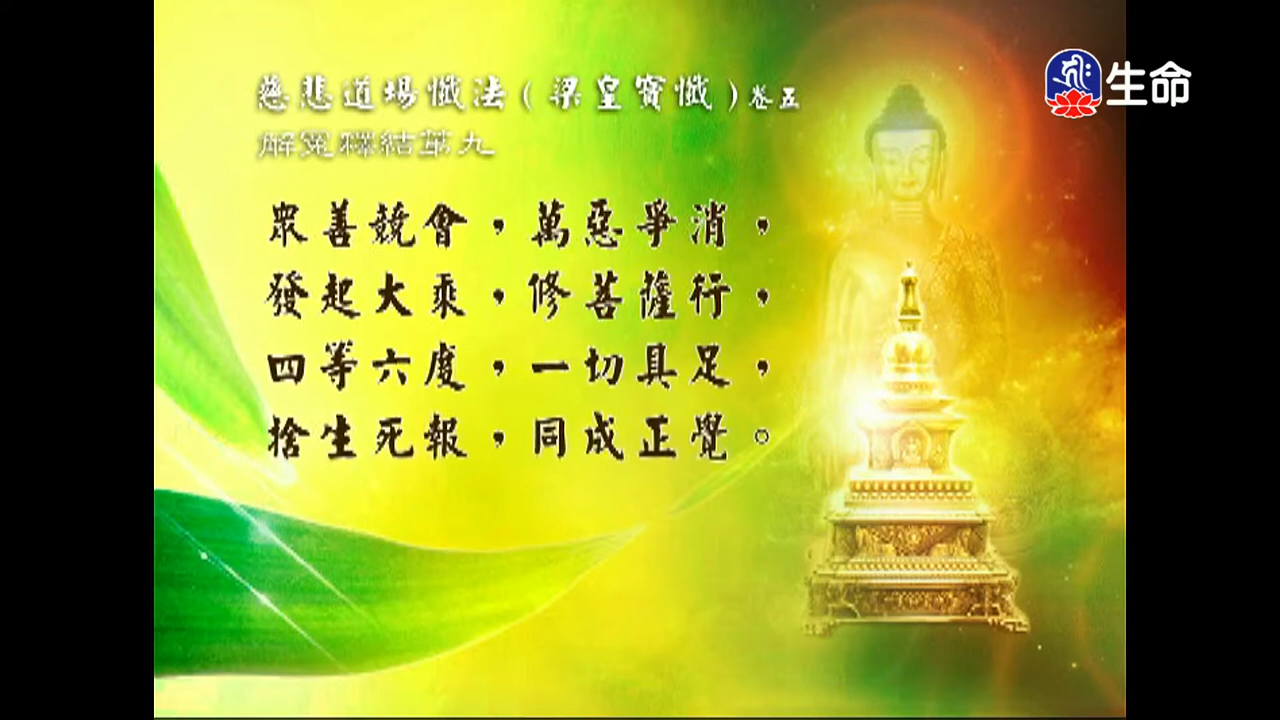 慈悲道場懺法(梁皇寶懺)卷五
解冤釋結第九
生命
眾善競會，萬惡爭消，
發起大乘，修菩薩行，
四等六度，一切具足，
捨生死報，同成正覺。